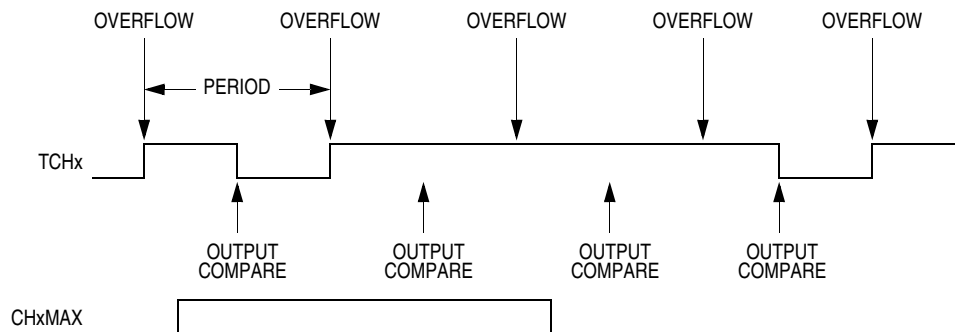 OVERFLOW OVERFLOW OVERFLOW OVERFLOW OVERFLOW
PERIOD
TCHx
OUTPUT OUTPUT OUTPUT OUTPUT
COMPARE COMPARE COMPARE COMPARE
CHxMAX